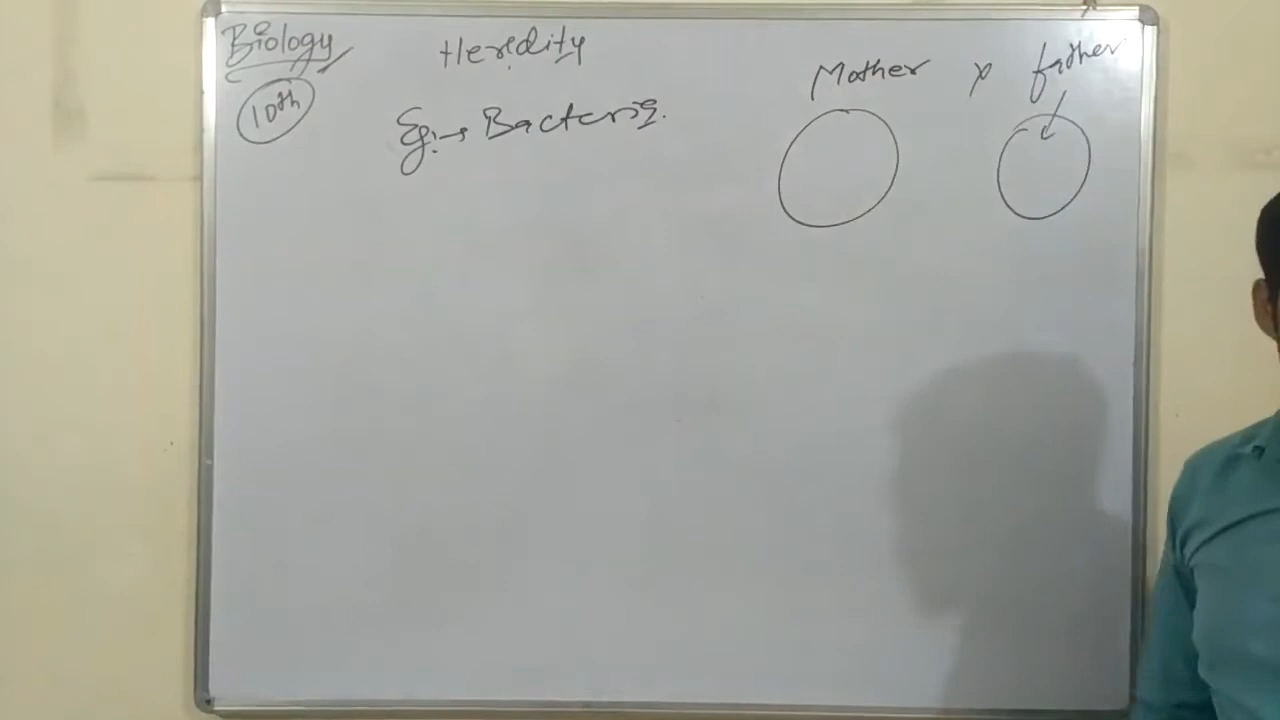 Biology
Heredity
10th
Eg:→ Bacteria.
Mother x father